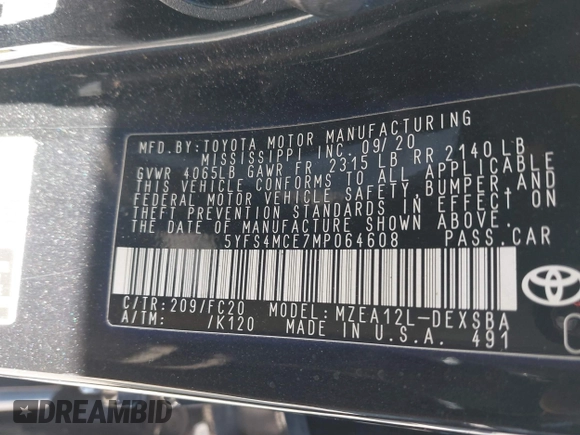 MFD.BY:TOYOTA MOTOR MANUFACTURING
MISSISSIPPI INC. 09/20
GVWR 4065LB GAWR FR 2315 LB RR 2140 LB
THIS VEHICLE CONFORMS TO ALL APPLICABLE
FEDERAL MOTOR VEHICLE SAFETY, BUMPER, AND
THEFT PREVENTION STANDARDS IN EFFECT ON
THE DATE OF MANUFACTURE SHOWN ABOVE.
5YFS4MCE7MP064608 PASS.CAR
C/TR:209/FC20 MODEL:MZEA12L-DEXSBA
A/TM: /K120 MADE IN U.S.A.
491
TOYOTA
DREAMBID